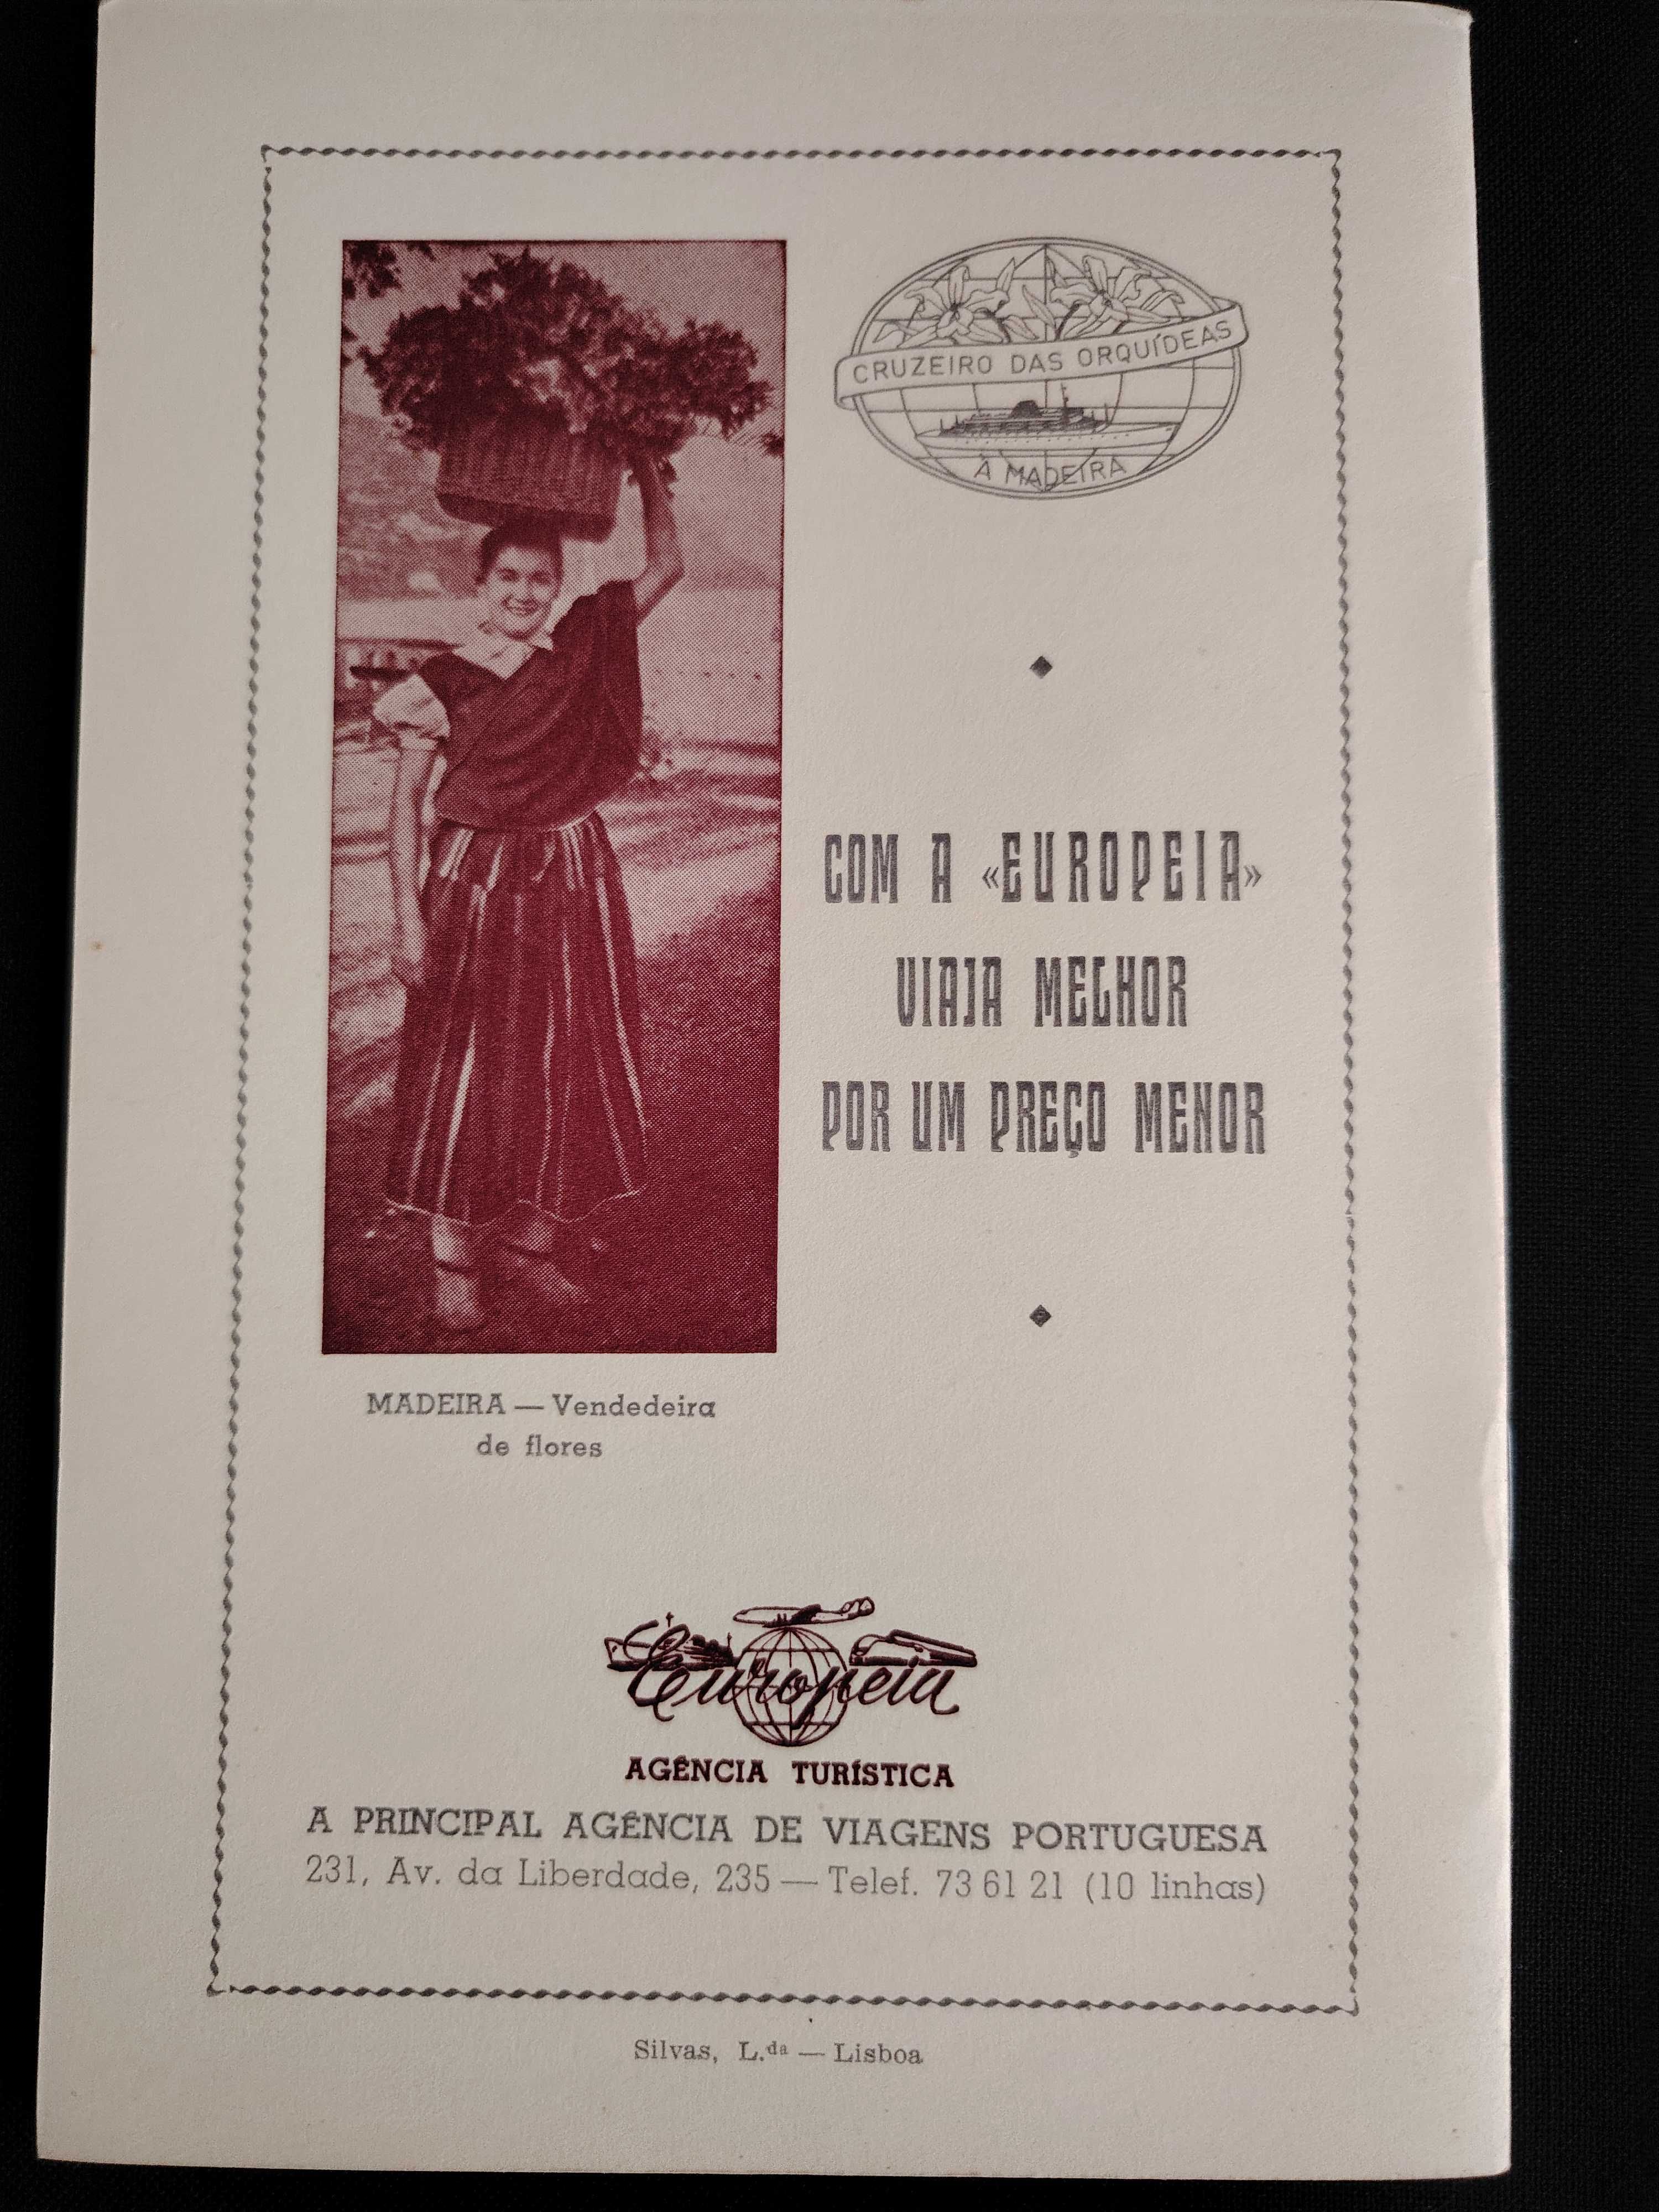 CRUZEIRO DAS ORQUÍDEAS
À MADEIRA
COM A «EUROPEIA»
VIAJA MELHOR
POR UM PREÇO MENOR
MADEIRA — Vendedeira
de flores
Europeia
AGÊNCIA TURÍSTICA
A PRINCIPAL AGÊNCIA DE VIAGENS PORTUGUESA
231, Av. da Liberdade, 235 — Telef. 73 61 21 (10 linhas)
Silvas, L.da — Lisboa